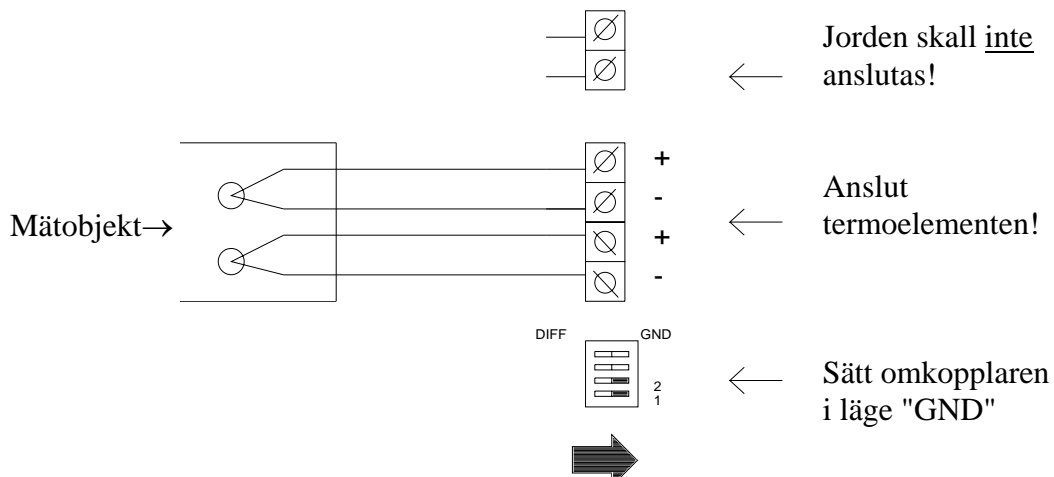 Jorden skall inte
anslutas!
+
-
+
-
Mätobjekt→
Anslut
termoelementen!
DIFF
GND
2
1
Sätt omkopplaren
i läge "GND"